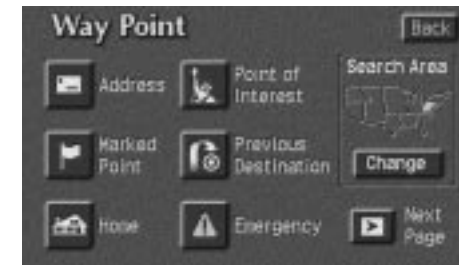 Way Point
Back
Address
Point of
Interest
Search Area
Marked
Point
Previous
Destination
Change
Home
Emergency
Next
Page